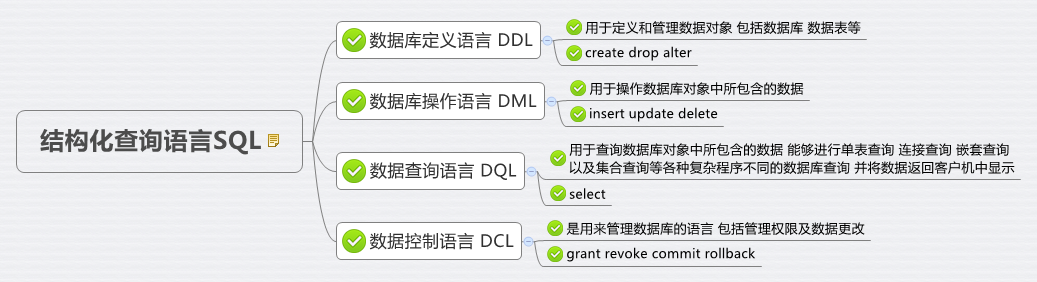 结构化查询语言SQL
数据库定义语言 DDL
用于定义和管理数据对象 包括数据库 数据表等
create drop alter
数据库操作语言 DML
用于操作数据库对象中所包含的数据
insert update delete
数据查询语言 DQL
用于查询数据库对象中所包含的数据 能够进行单表查询 连接查询 嵌套查询
以及集合查询等各种复杂程序不同的数据库查询 并将数据返回客户机中显示
select
数据控制语言 DCL
是用来管理数据库的语言 包括管理权限及数据更改
grant revoke commit rollback